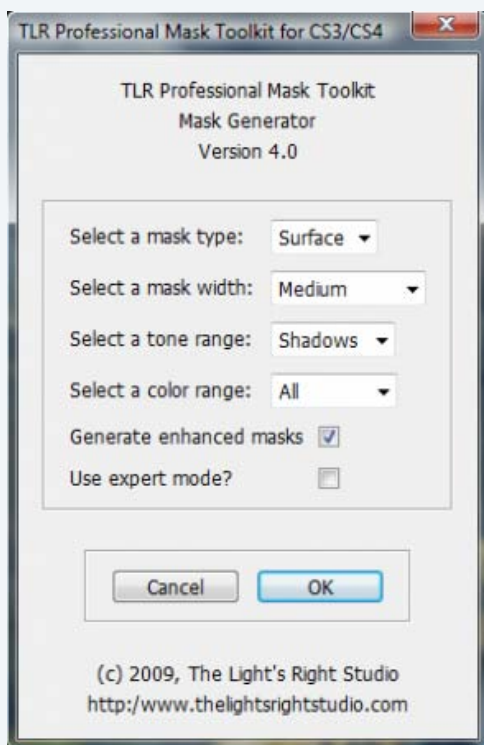 TLR Professional Mask Toolkit for CS3/CS4
TLR Professional Mask Toolkit
Mask Generator
Version 4.0
Select a mask type: Surface
Select a mask width: Medium
Select a tone range: Shadows
Select a color range: All
Generate enhanced masks
Use expert mode?
Cancel OK
(c) 2009, The Light's Right Studio
http:/www.thelightsrightstudio.com